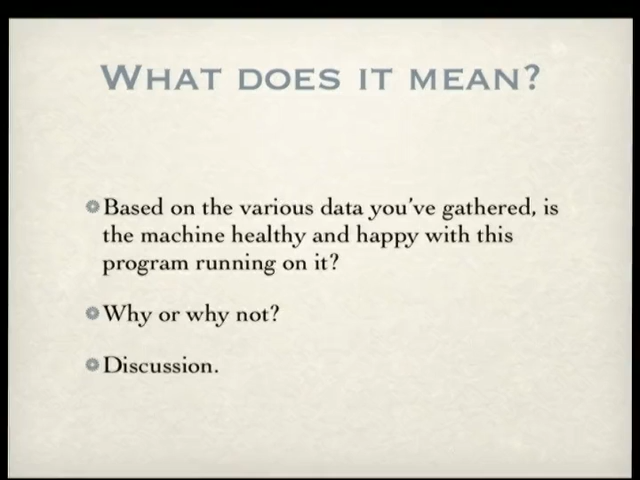 WHAT DOES IT MEAN?
Based on the various data you've gathered, is
the machine healthy and happy with this
program running on it?
Why or why not?
Discussion.